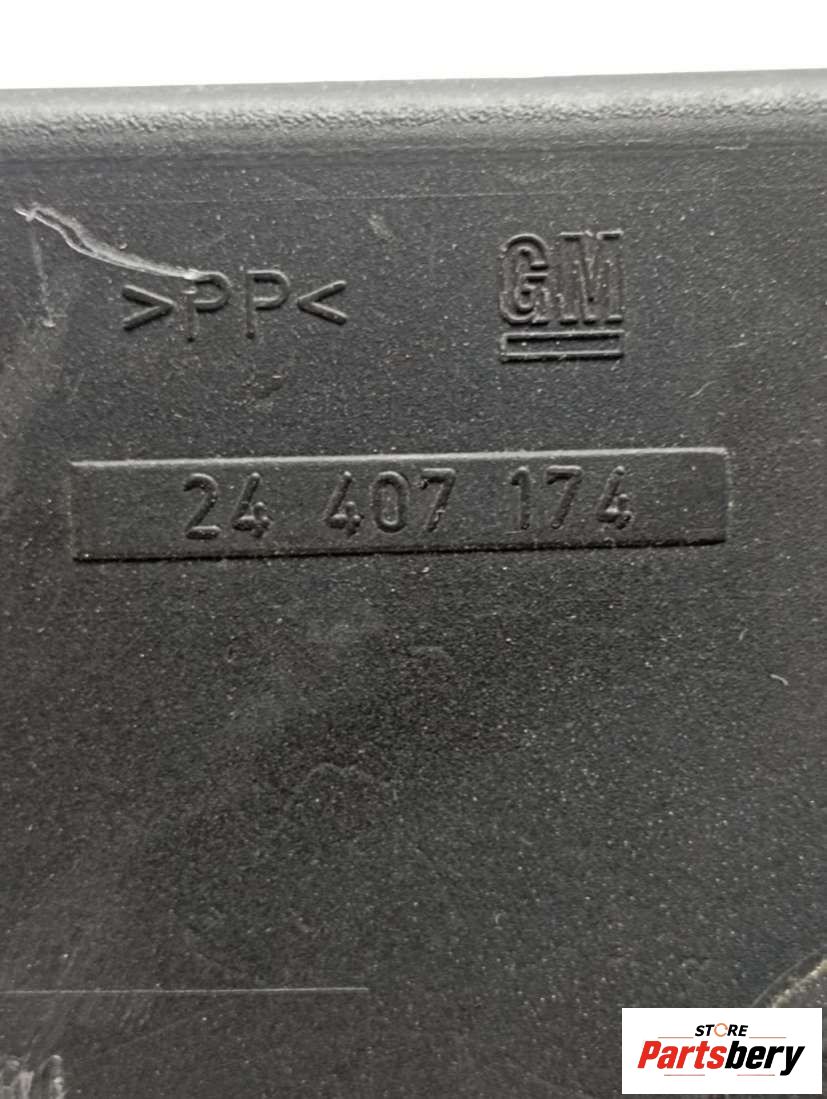 >PP<
GM
24 407 174
STORE
Partsbery